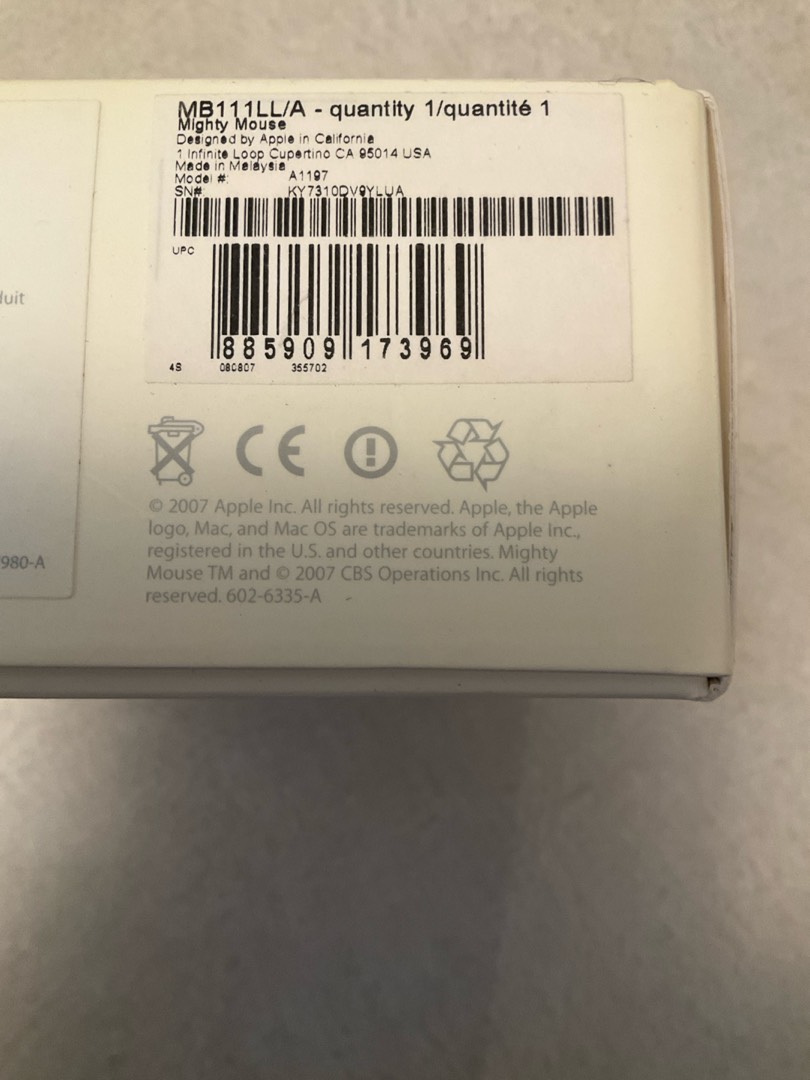 MB111LL/A - quantity 1/quantité 1
Mighty Mouse
Designed by Apple in California
1 Infinite Loop Cupertino CA 95014 USA
Made in Malaysia
Model #: A1197
SN#: KY7310DV9YLUA
UPC
885909 173969
4S 080807 355702
duit
CE
© 2007 Apple Inc. All rights reserved. Apple, the Apple
logo, Mac, and Mac OS are trademarks of Apple Inc.,
registered in the U.S. and other countries. Mighty
Mouse TM and © 2007 CBS Operations Inc. All rights
reserved. 602-6335-A
980-A